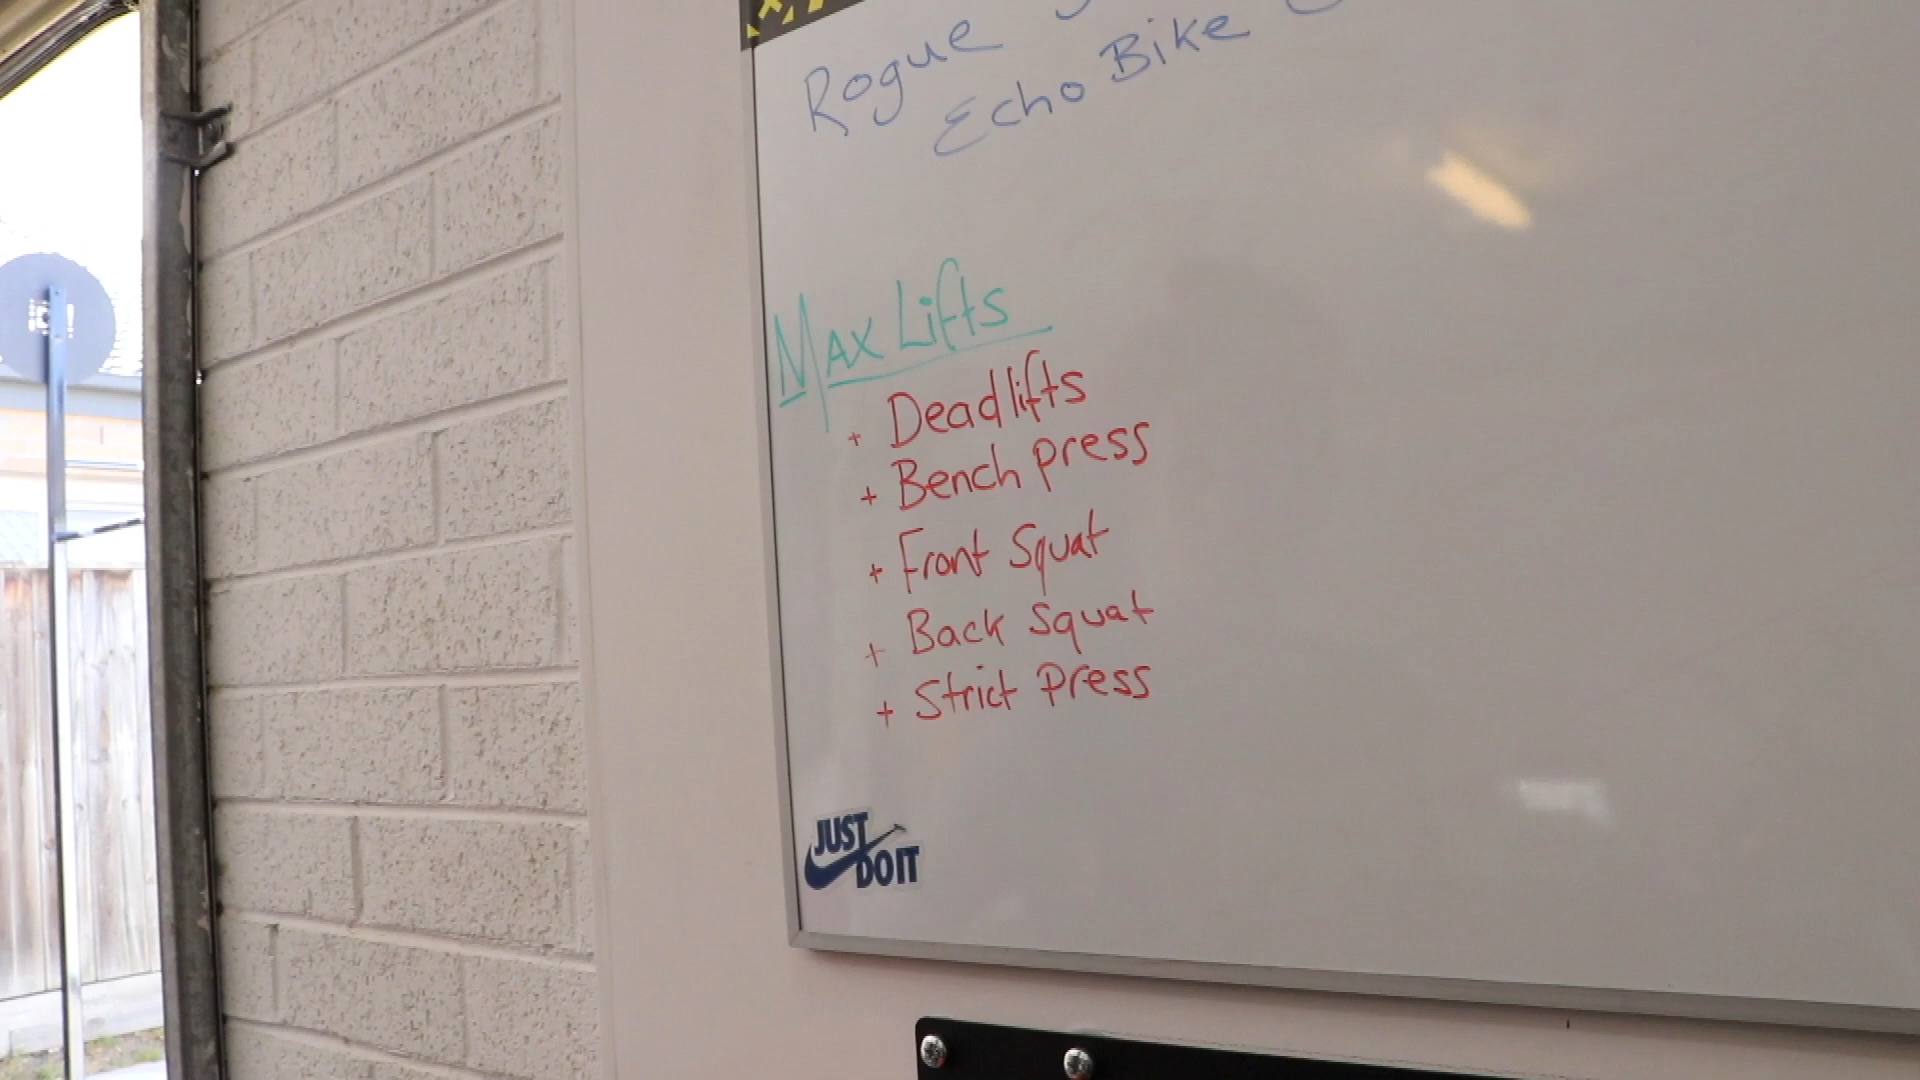 Rogue
Echo Bike
Max Lifts
+ Deadlifts
+ Bench press
+ Front Squat
+ Back Squat
+ Strict Press
JUST
DO IT